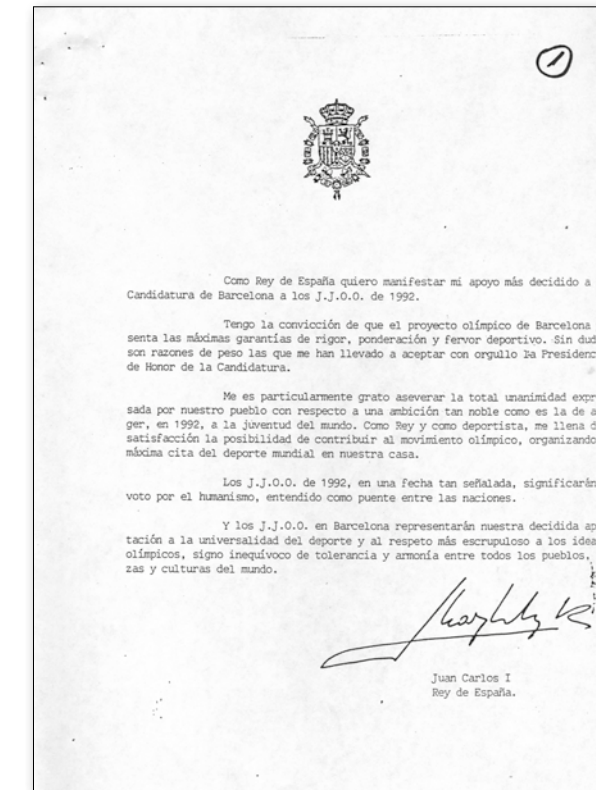 1
Como Rey de España quiero manifestar mi apoyo más decidido a
Candidatura de Barcelona a los J.J.O.O. de 1992.
Tengo la convicción de que el proyecto olímpico de Barcelona
senta las máximas garantías de rigor, ponderación y fervor deportivo. Sin dud
son razones de peso las que me han llevado a aceptar con orgullo la Presidenc
de Honor de la Candidatura.
Me es particularmente grato aseverar la total unanimidad expr
sada por nuestro pueblo con respecto a una ambición tan noble como es la de a
ger, en 1992, a la juventud del mundo. Como Rey y como deportista, me llena d
satisfacción la posibilidad de contribuir al movimiento olímpico, organizando
máxima cita del deporte mundial en nuestra casa.
Los J.J.O.O. de 1992, en una fecha tan señalada, significarán
voto por el humanismo, entendido como puente entre las naciones.
Y los J.J.O.O. en Barcelona representarán nuestra decidida ap
tación a la universalidad del deporte y al respeto más escrupuloso a los idea
olímpicos, signo inequívoco de tolerancia y armonía entre todos los pueblos,
zas y culturas del mundo.
Juan Carlos I
Rey de España.